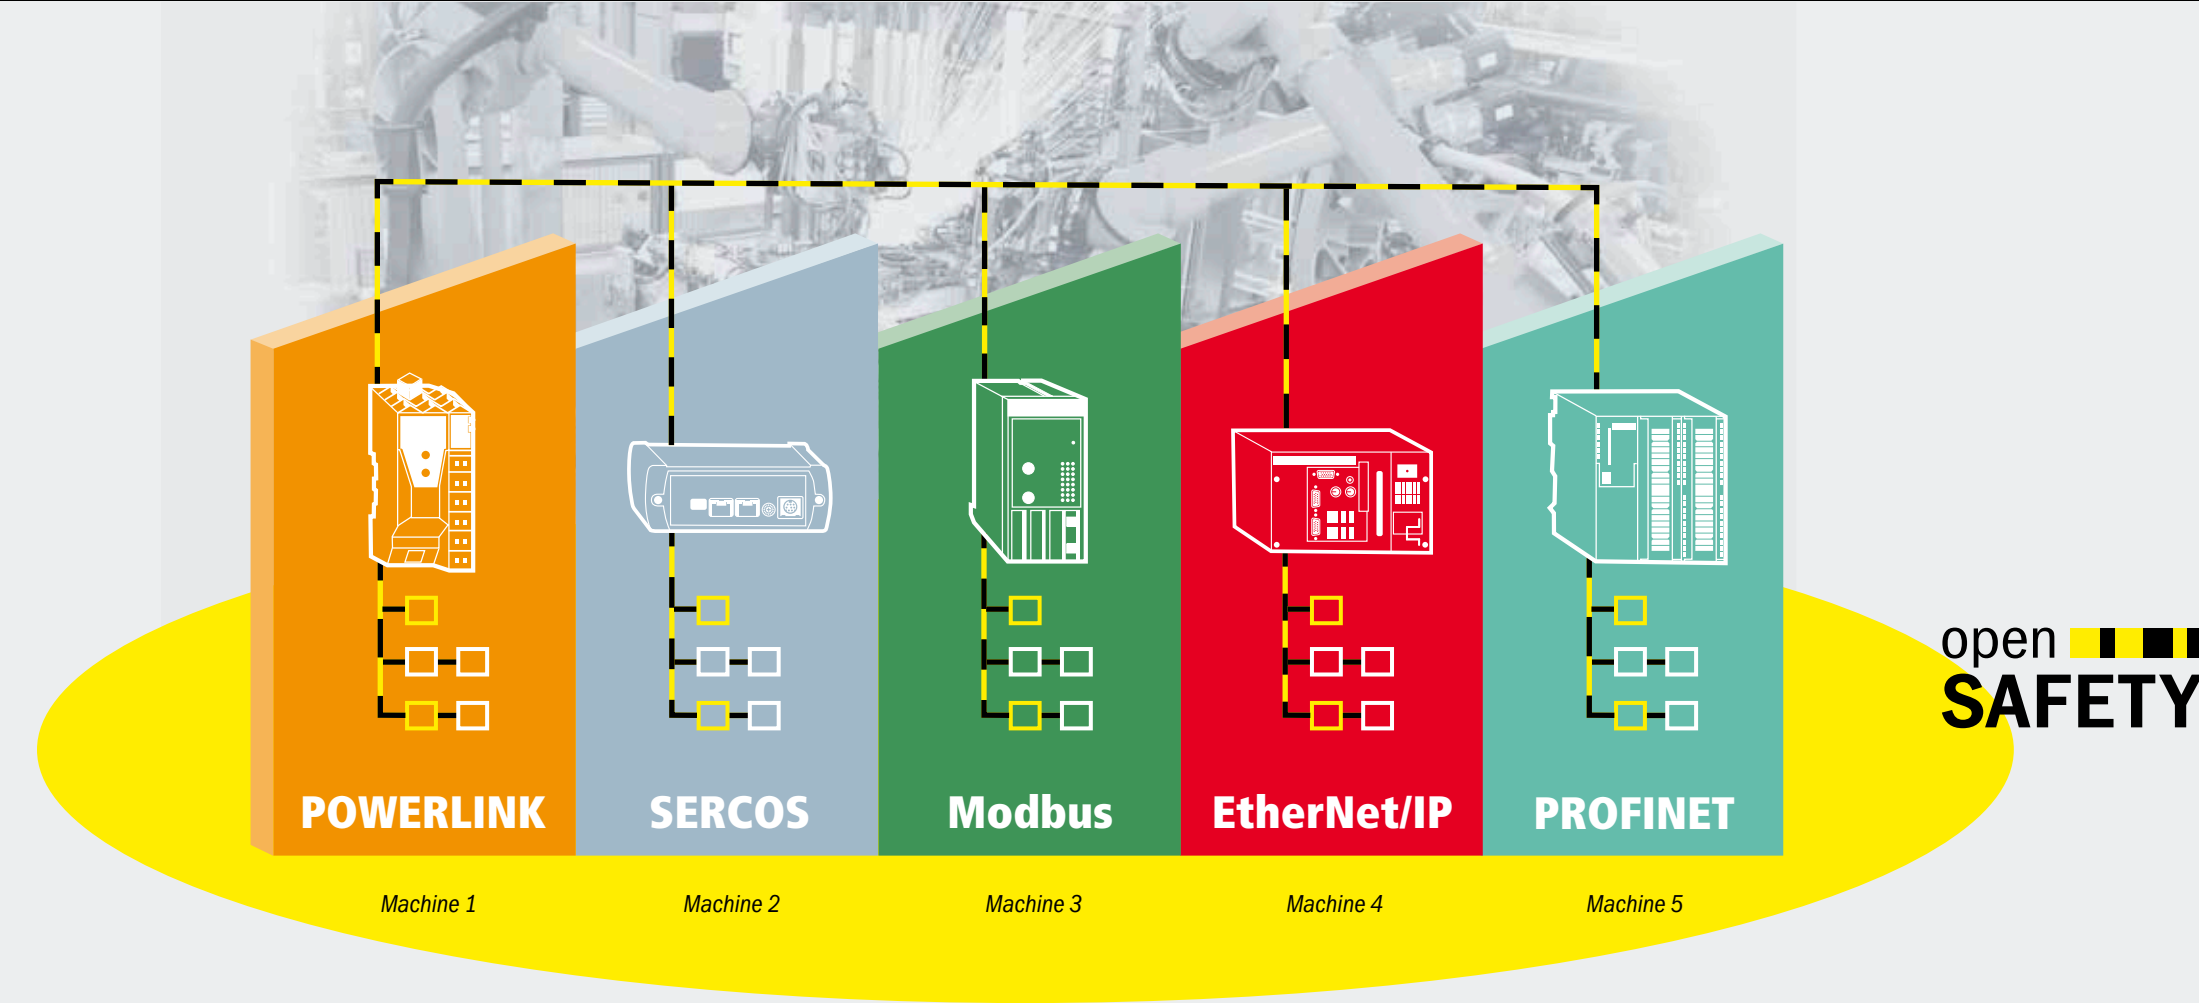 open
SAFETY
POWERLINK
SERCOS
Modbus
EtherNet/IP
PROFINET
Machine 1
Machine 2
Machine 3
Machine 4
Machine 5